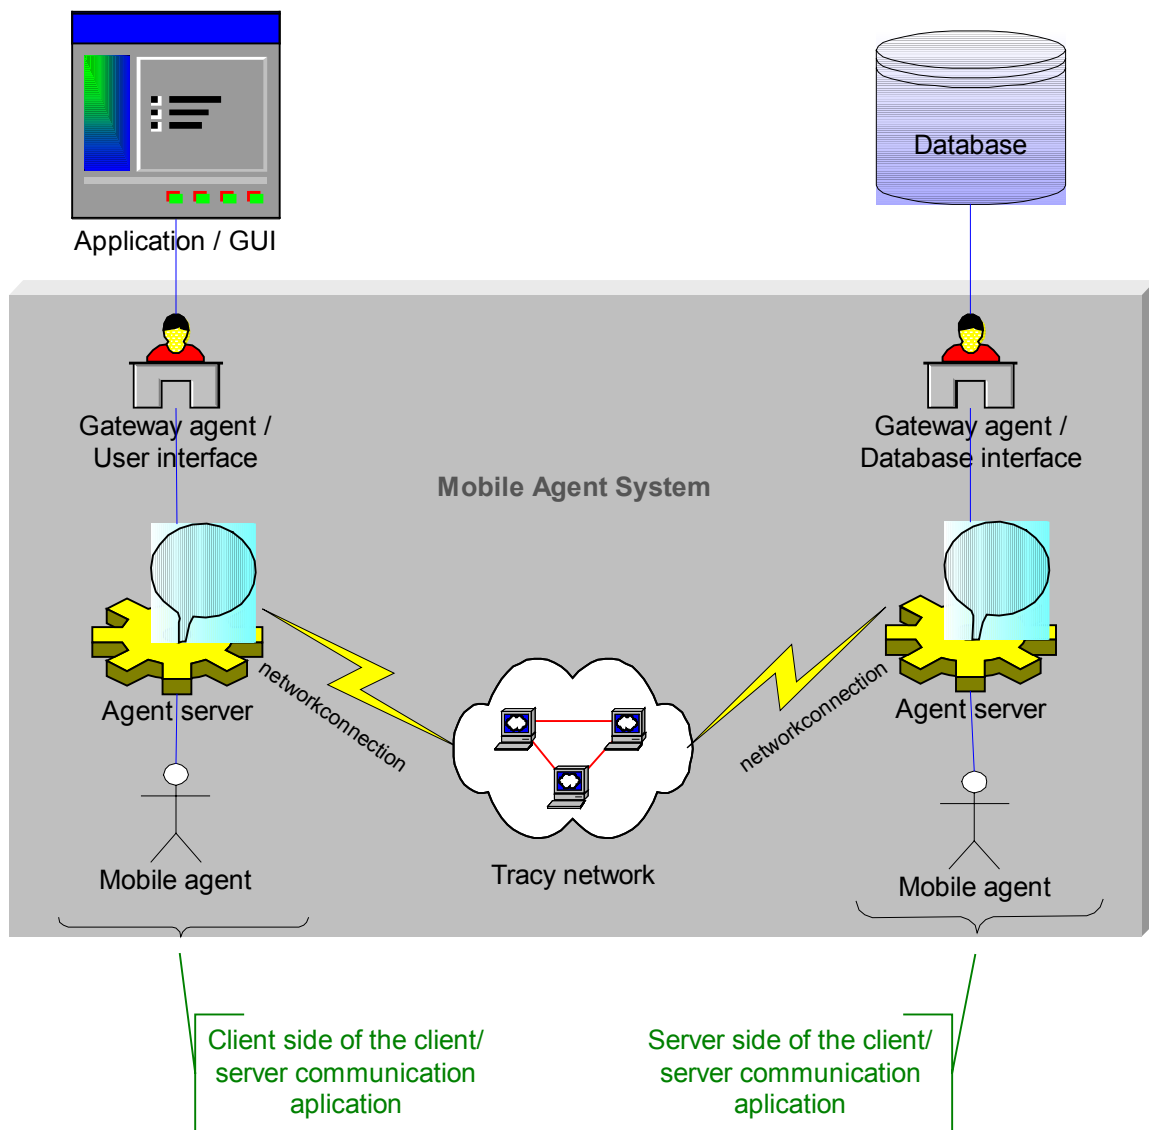 Database
Application / GUI
Gateway agent /
User interface
Gateway agent /
Database interface
Mobile Agent System
networkconnection
networkconnection
Agent server
Agent server
Tracy network
Mobile agent
Mobile agent
Client side of the client/
server communication
aplication
Server side of the client/
server communication
aplication